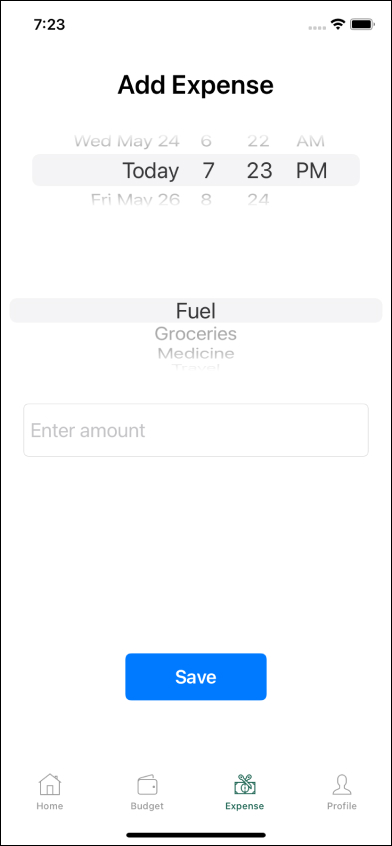 7:23
Add Expense
Wed May 24 6 22 AM
Today 7 23 PM
Fri May 26 8 24
Fuel
Groceries
Medicine
Travel
Enter amount
Save
Home Budget Expense Profile